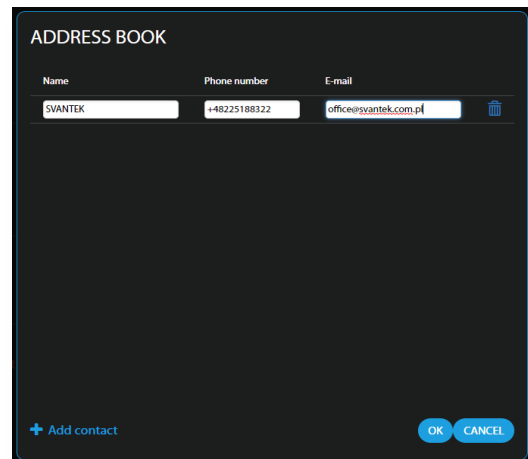 ADDRESS BOOK
Name Phone number E-mail
SVANTEK +48225188322 office@svantek.com.pl
Add contact OK CANCEL